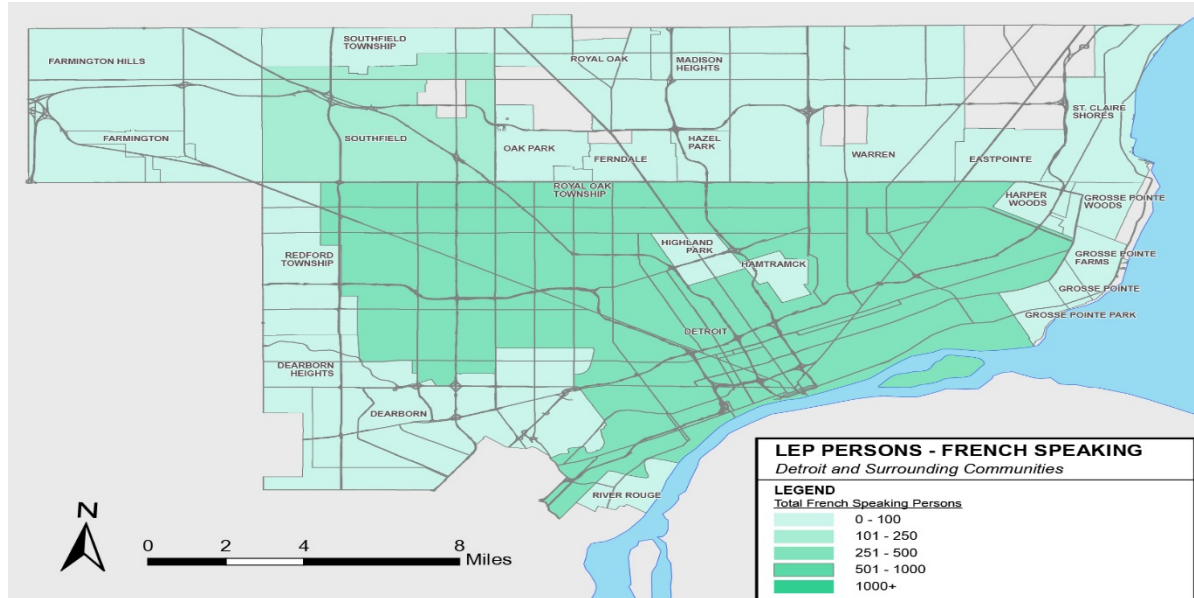 SOUTHFIELD
TOWNSHIP
FARMINGTON HILLS
ROYAL OAK
MADISON
HEIGHTS
ST. CLAIRE
SHORES
FARMINGTON
SOUTHFIELD
OAK PARK
HAZEL
PARK
FERNDALE
WARREN
EASTPOINTE
ROYAL OAK
TOWNSHIP
HARPER
WOODS
GROSSE POINTE
WOODS
REDFORD
TOWNSHIP
HIGHLAND
PARK
HAMTRAMCK
GROSSE POINTE
FARMS
GROSSE POINTE
GROSSE POINTE PARK
DETROIT
DEARBORN
HEIGHTS
DEARBORN
RIVER ROUGE
N
0 2 4 8
Miles
LEP PERSONS - FRENCH SPEAKING
Detroit and Surrounding Communities
LEGEND
Total French Speaking Persons
0 - 100
101 - 250
251 - 500
501 - 1000
1000+